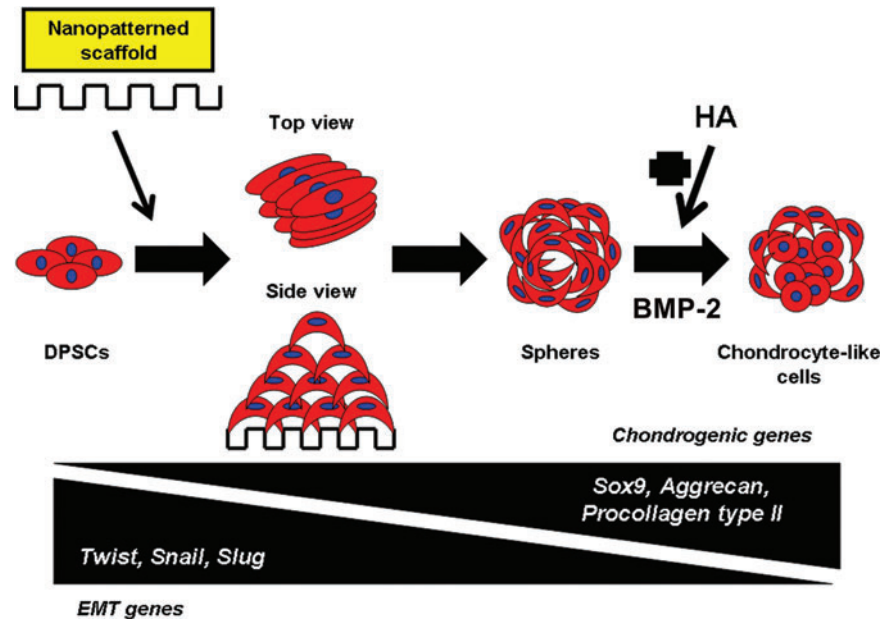 Nanopatterned
scaffold
Top view
HA
DPSCs
Side view
Spheres
BMP-2
Chondrocyte-like
cells
Chondrogenic genes
Sox9, Aggrecan,
Procollagen type II
Twist, Snail, Slug
EMT genes